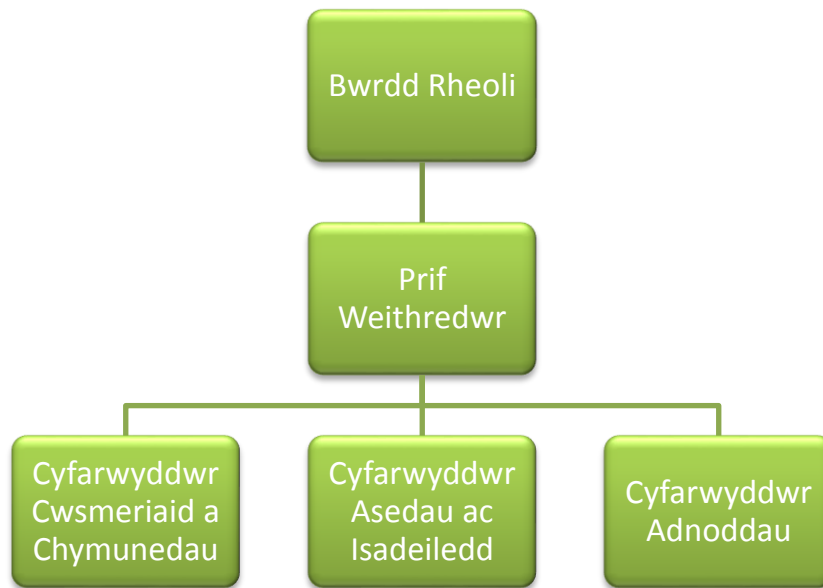 Bwrdd Rheoli
Prif
Weithredwr
Cyfarwyddwr
Cwsmeriaid a
Chymunedau
Cyfarwyddwr
Asedau ac
Isadeiledd
Cyfarwyddwr
Adnoddau